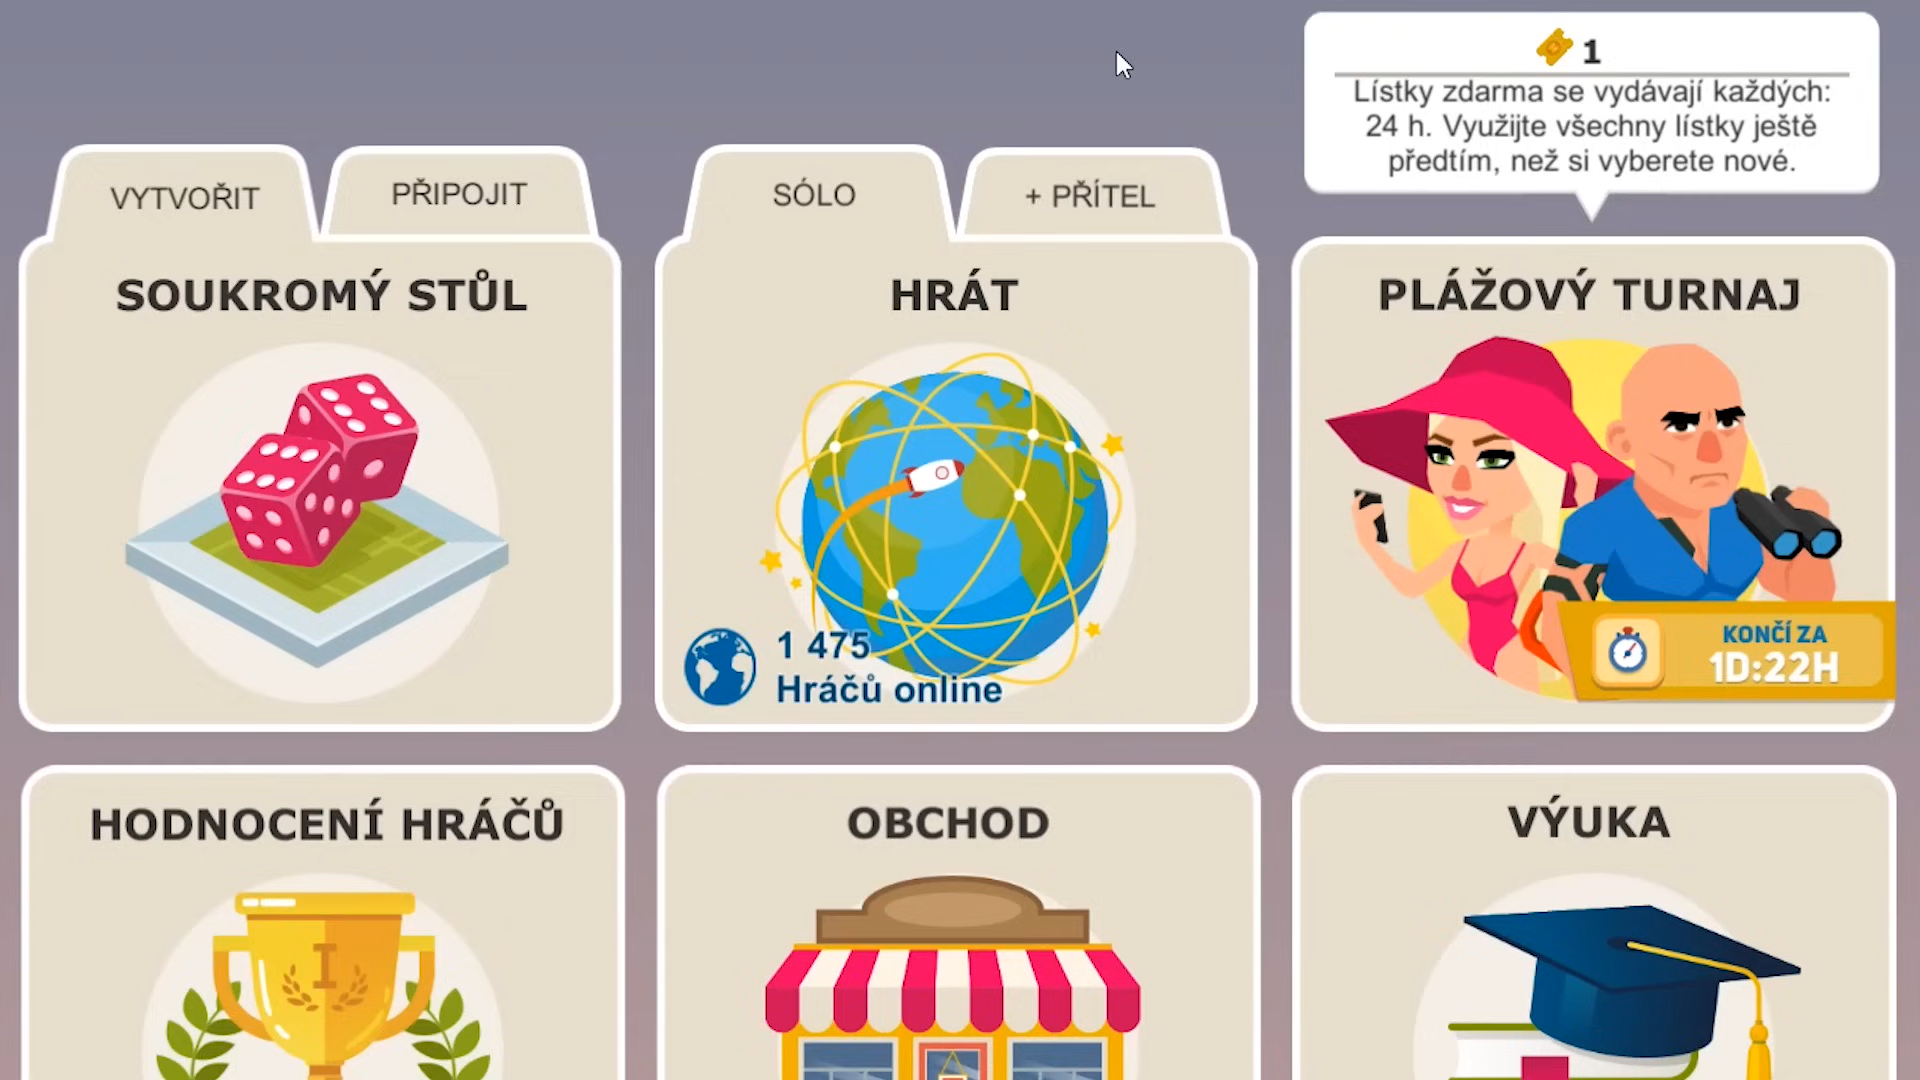 1
Lístky zdarma se vydávají každých:
24 h. Využijte všechny lístky ještě
předtím, než si vyberete nové.
VYTVOŘIT
PŘIPOJIT
SOUKROMÝ STŮL
SÓLO
+ PŘÍTEL
HRÁT
1 475
Hráčů online
PLÁŽOVÝ TURNAJ
KONČÍ ZA
1D:22H
HODNOCENÍ HRÁČŮ
I
OBCHOD
VÝUKA